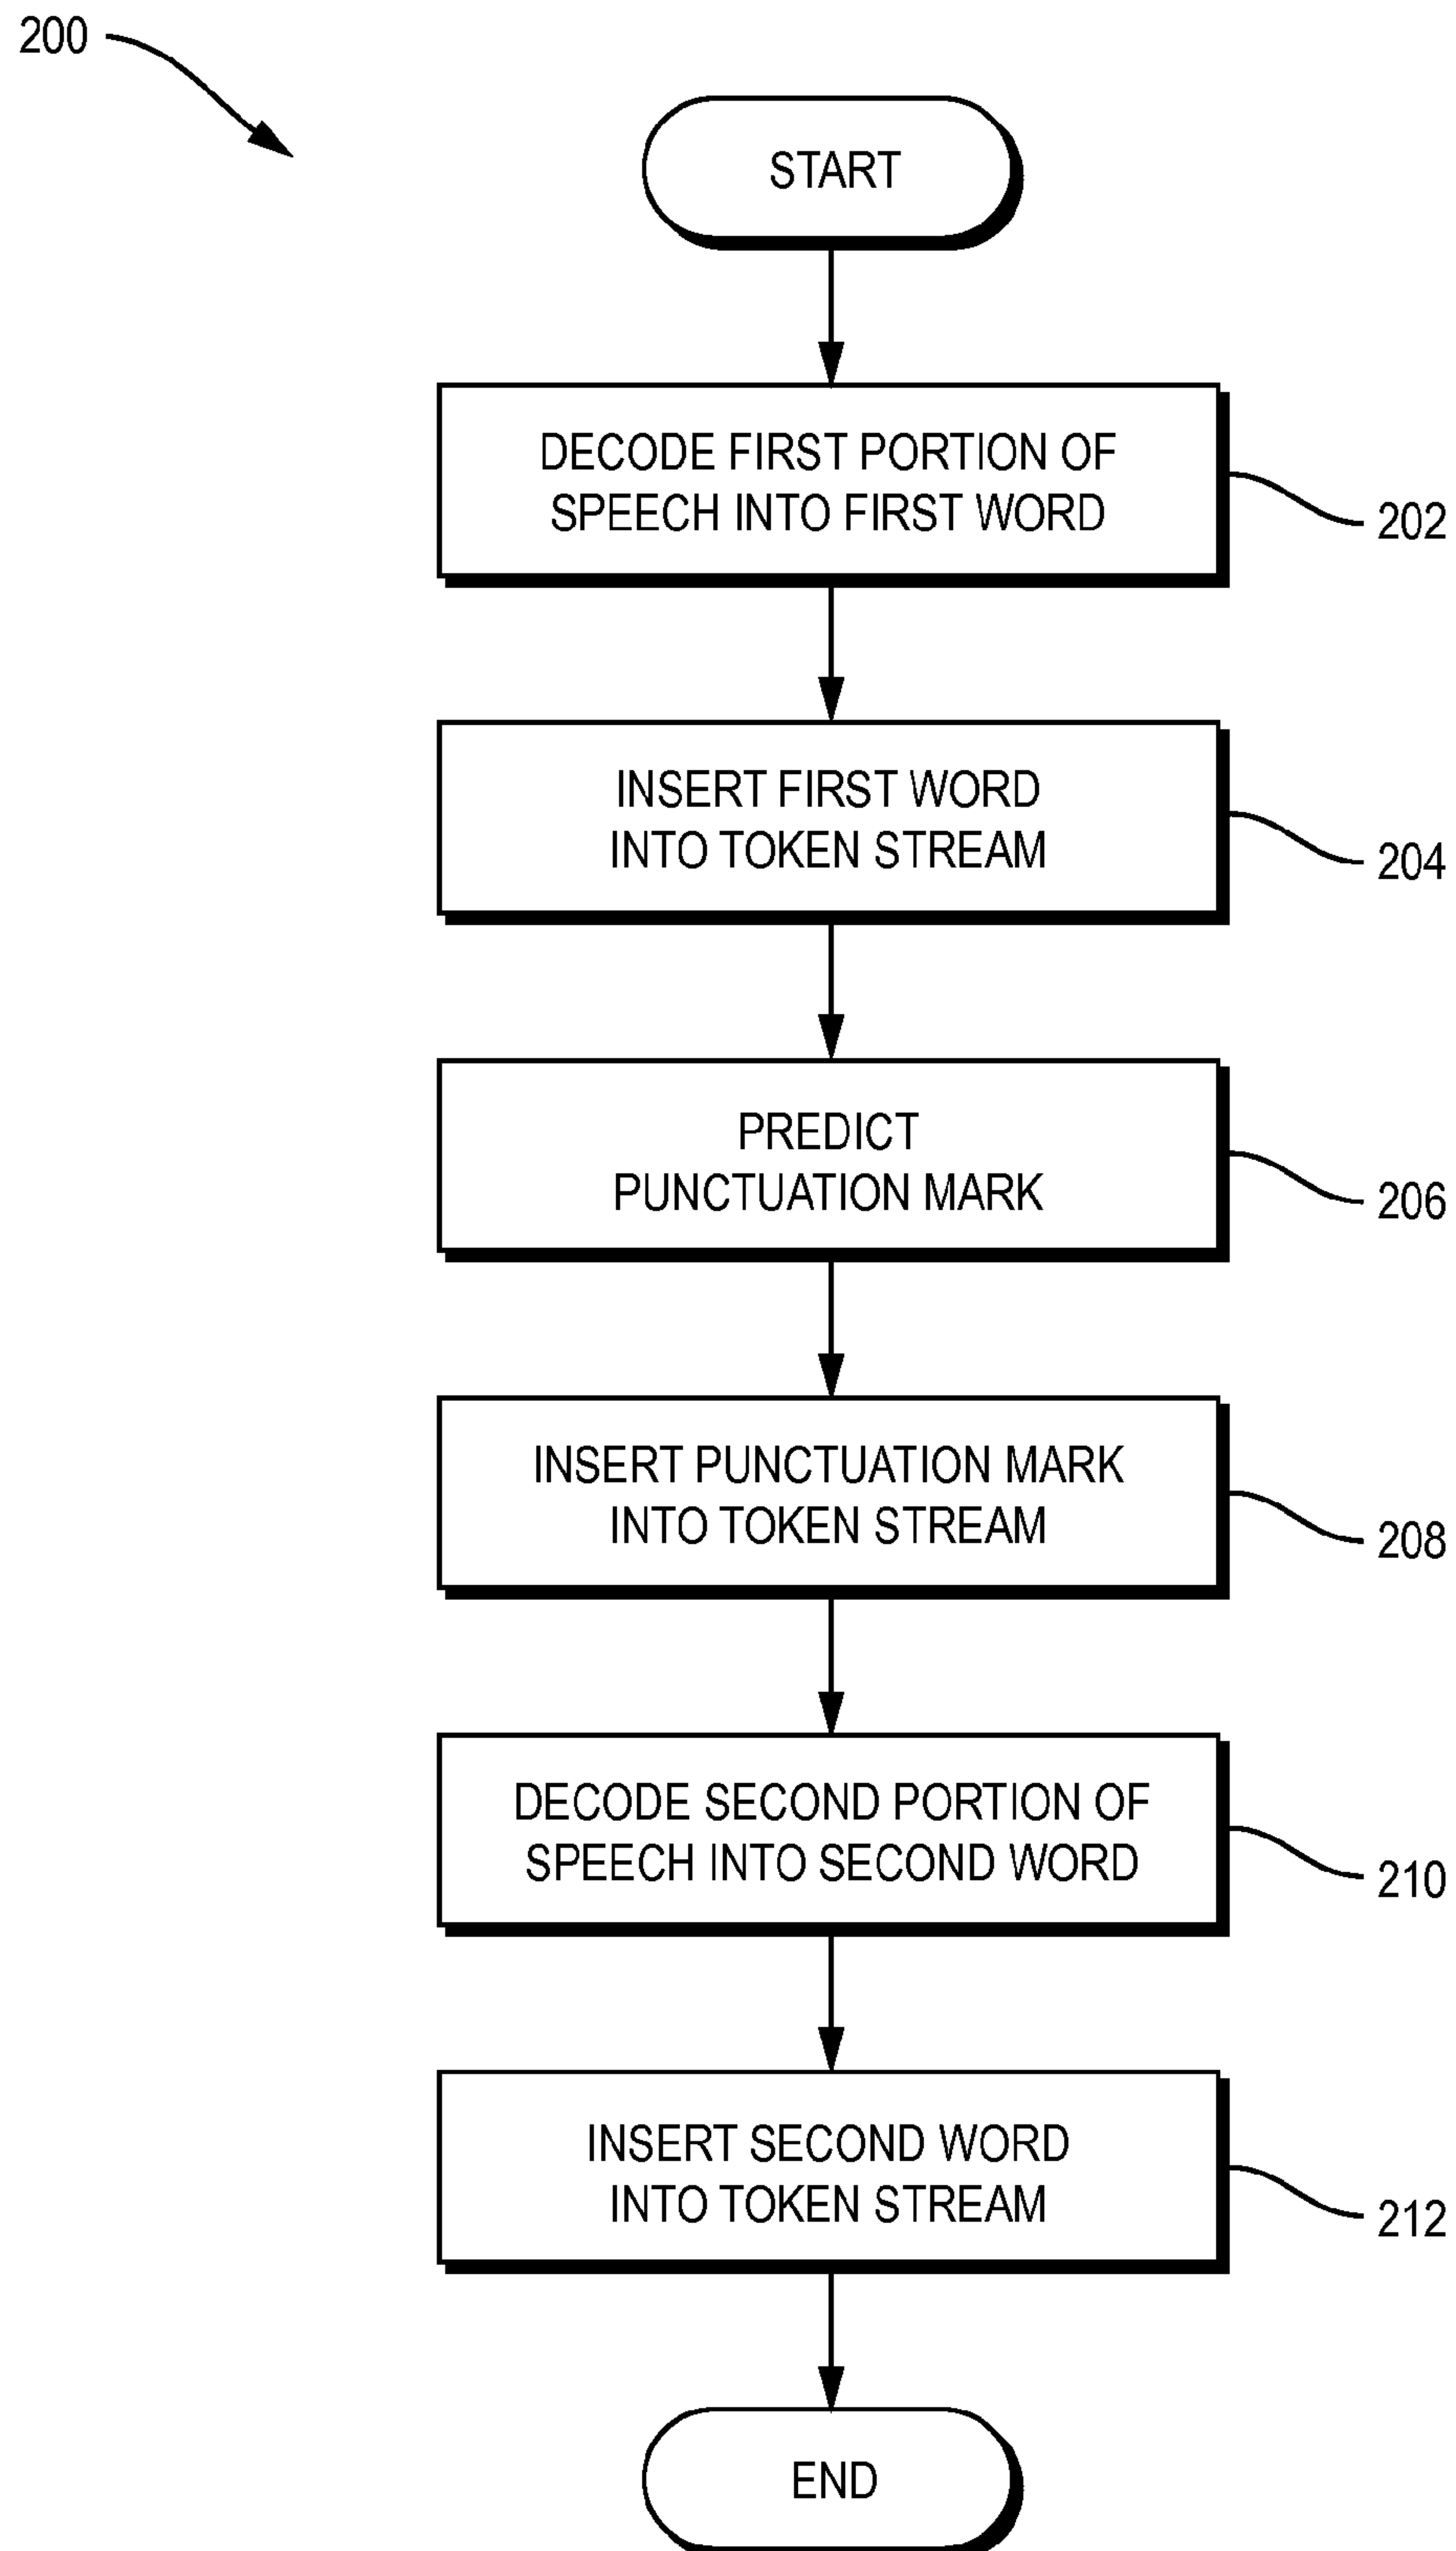 200
START
DECODE FIRST PORTION OF
SPEECH INTO FIRST WORD
202
INSERT FIRST WORD
INTO TOKEN STREAM
204
PREDICT
PUNCTUATION MARK
206
INSERT PUNCTUATION MARK
INTO TOKEN STREAM
208
DECODE SECOND PORTION OF
SPEECH INTO SECOND WORD
210
INSERT SECOND WORD
INTO TOKEN STREAM
212
END